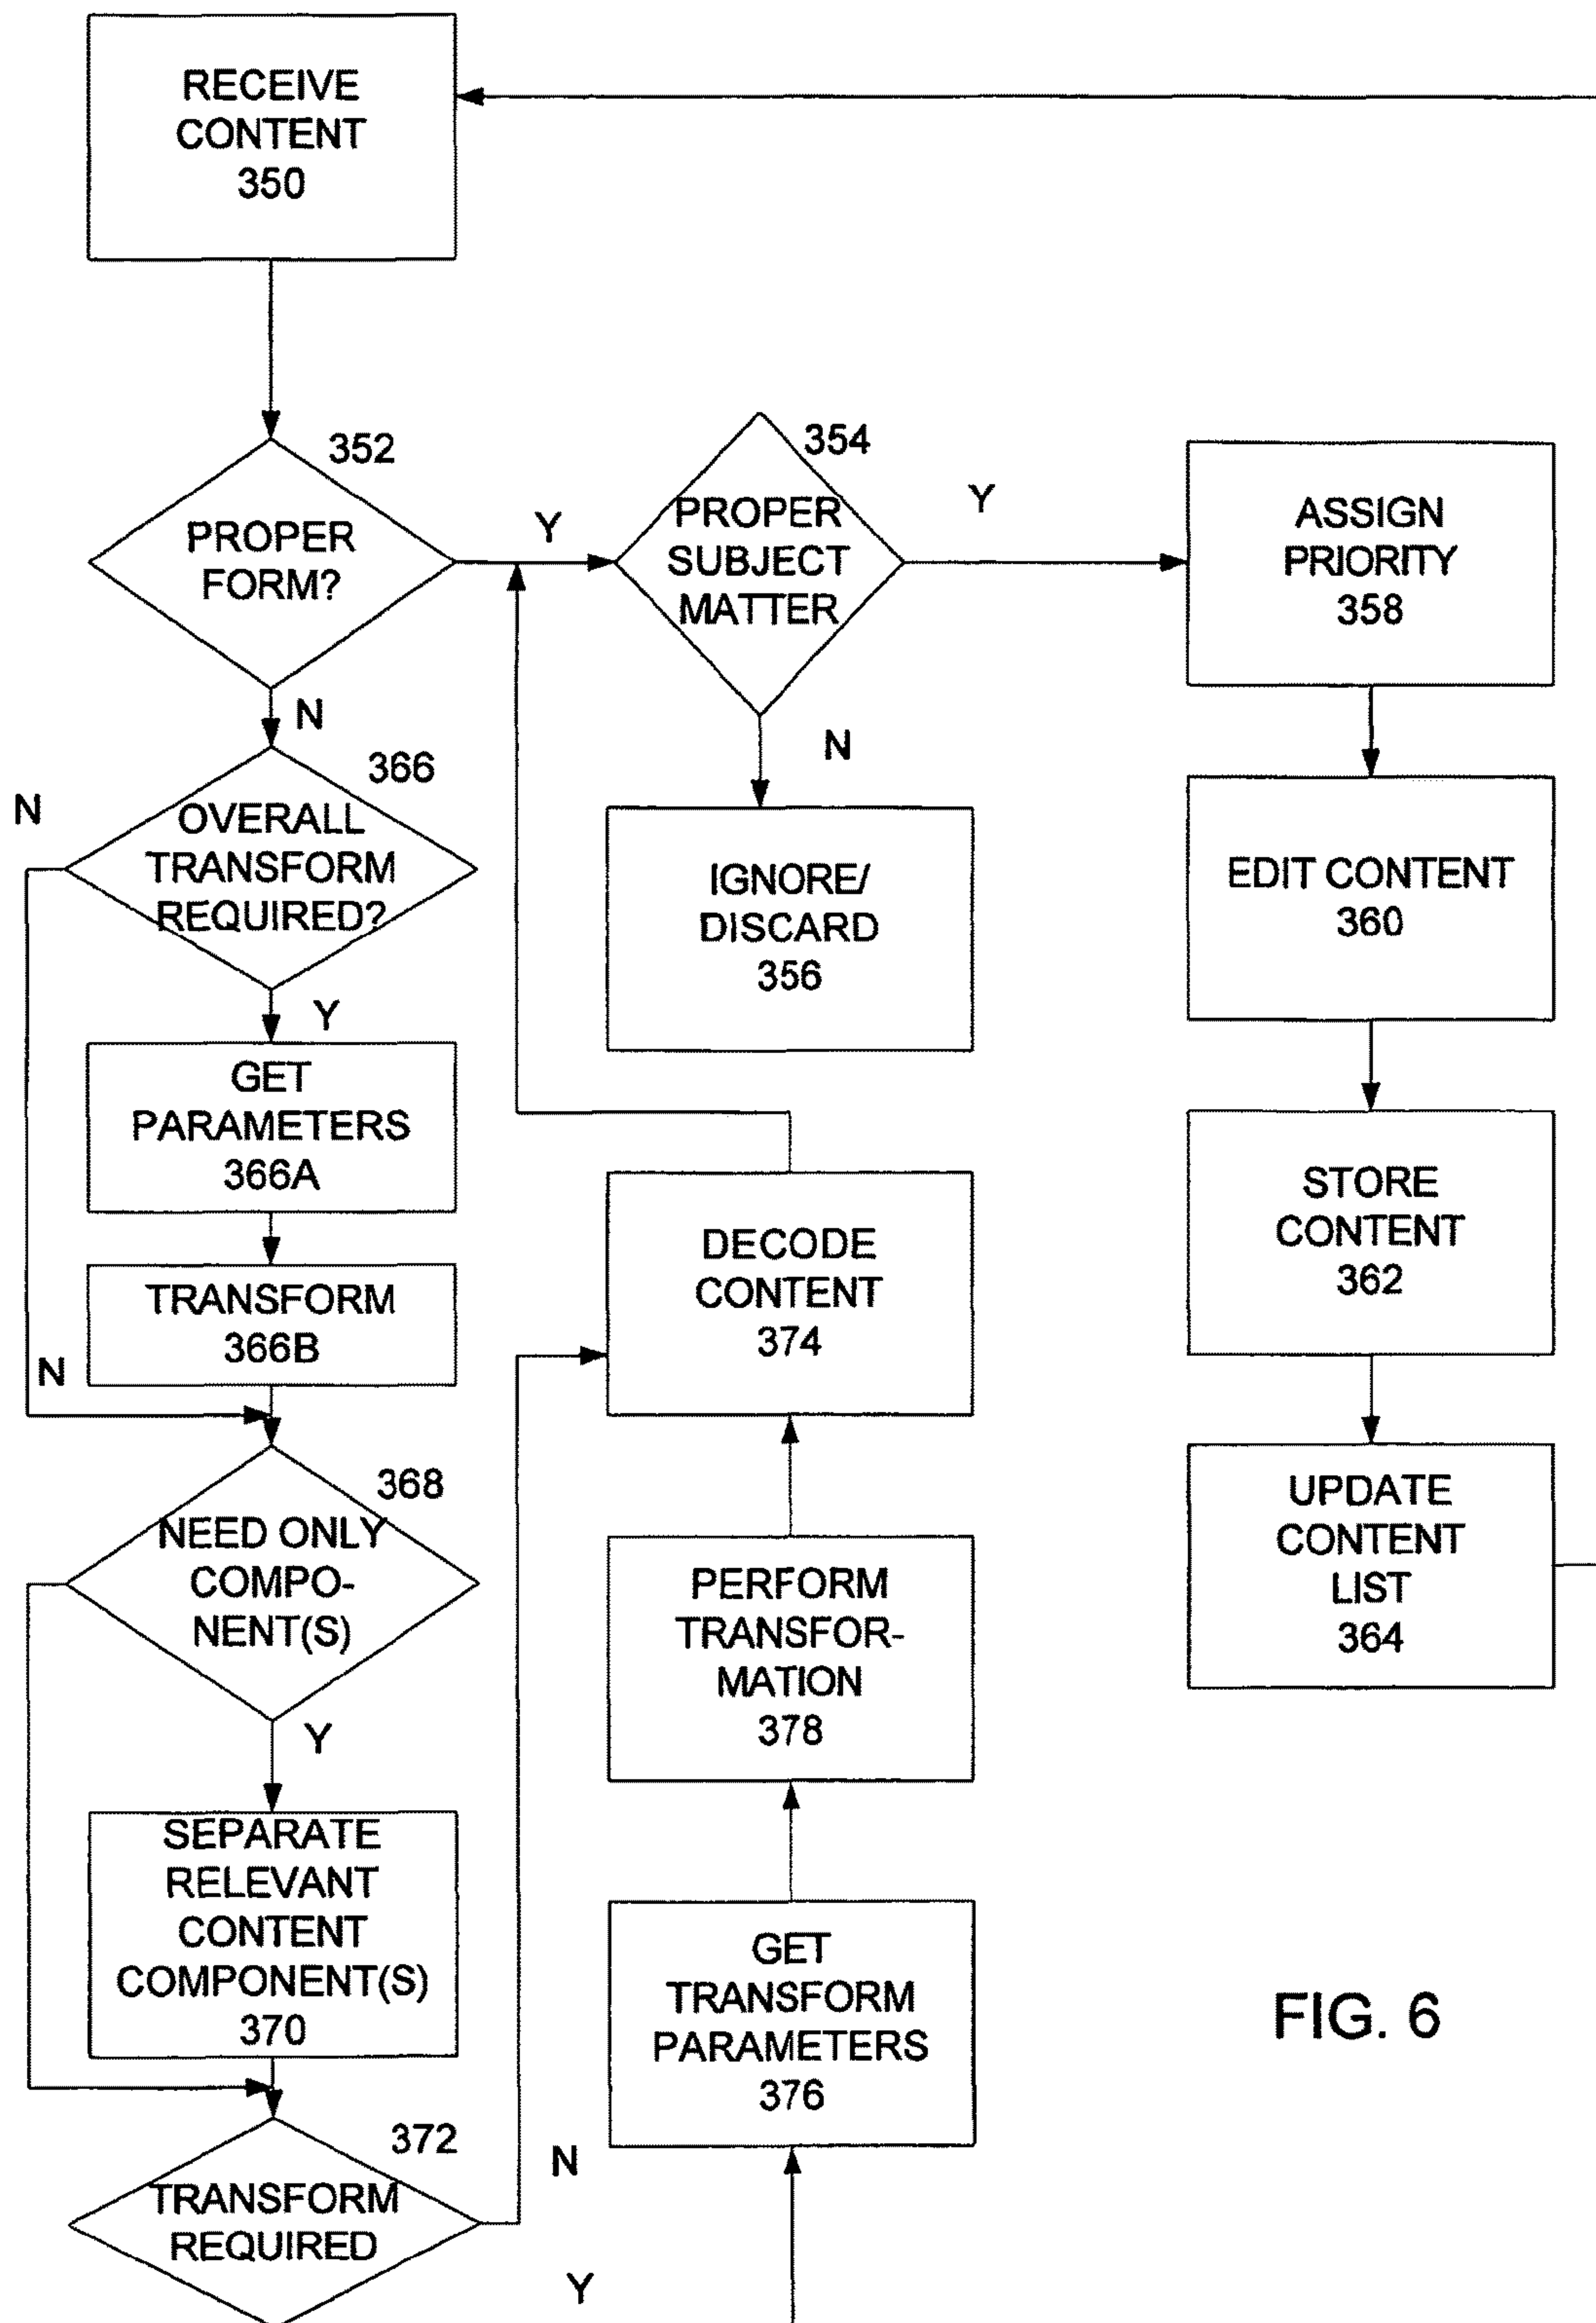 RECEIVE
CONTENT
350
352
PROPER
FORM?
Y
N
354
PROPER
SUBJECT
MATTER
Y
N
ASSIGN
PRIORITY
358
IGNORE/
DISCARD
356
EDIT CONTENT
360
STORE
CONTENT
362
UPDATE
CONTENT
LIST
364
366
OVERALL
TRANSFORM
REQUIRED?
N
Y
GET
PARAMETERS
366A
TRANSFORM
366B
N
368
NEED ONLY
COMPO-
NENT(S)
Y
SEPARATE
RELEVANT
CONTENT
COMPONENT(S)
370
372
TRANSFORM
REQUIRED
N
Y
DECODE
CONTENT
374
PERFORM
TRANSFOR-
MATION
378
GET
TRANSFORM
PARAMETERS
376
FIG. 6